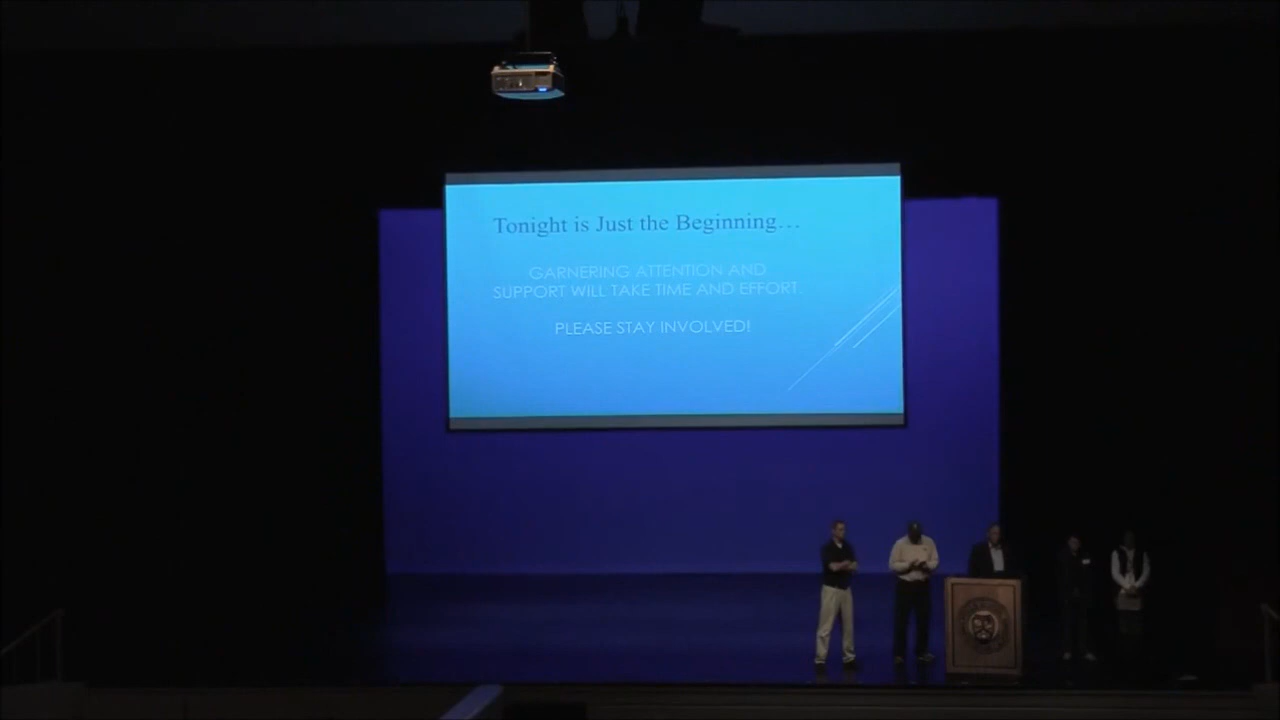 Tonight is Just the Beginning…
GARNERING ATTENTION AND
SUPPORT WILL TAKE TIME AND EFFORT.
PLEASE STAY INVOLVED!